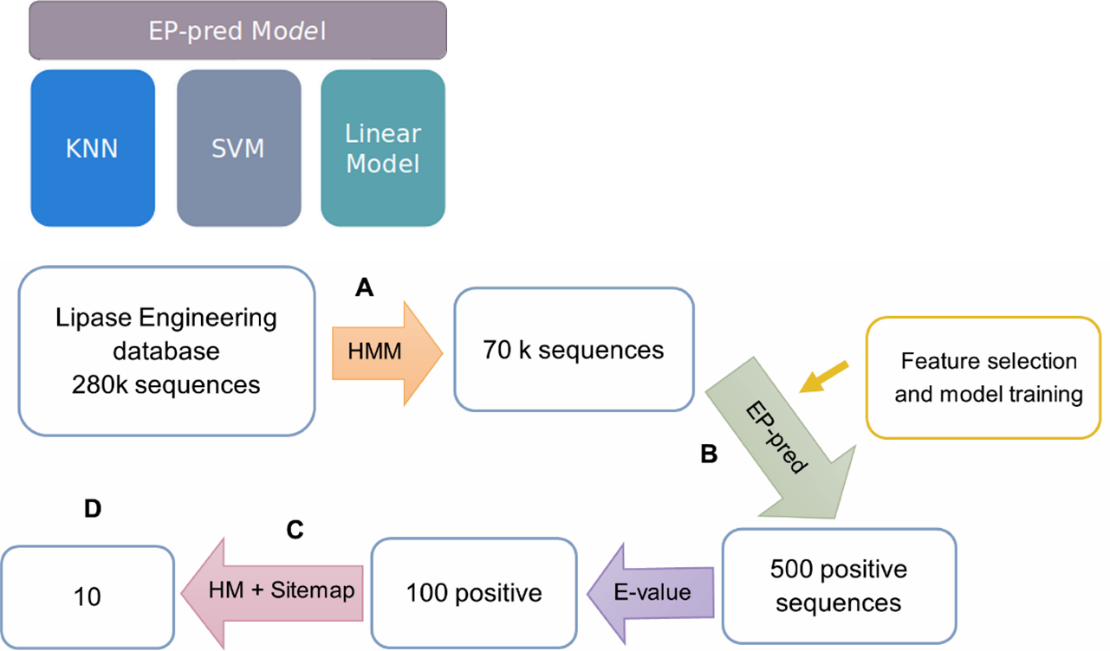 EP-pred Model
KNN
SVM
Linear
Model
A
Lipase Engineering
database
280k sequences
HMM
70 k sequences
Feature selection
and model training
EP-pred
B
D
C
10
HM + Sitemap
100 positive
E-value
500 positive
sequences